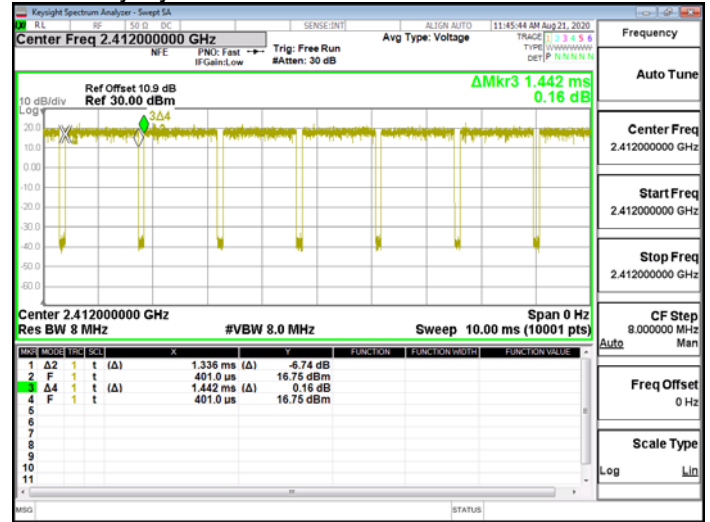 Keysight Spectrum Analyzer - Swept SA
RL RF 50 Ω DC SENSE:INT ALIGN AUTO 11:45:44 AM Aug 21, 2020
Center Freq 2.412000000 GHz Avg Type: Voltage TRACE 1 2 3 4 5 6
NFE PNO: Fast Trig: Free Run TYPE WWWWWW
IFGain:Low #Atten: 30 dB DET P N N N N N
Frequency
Auto Tune
Ref Offset 10.9 dB ΔMkr3 1.442 ms
10 dB/div Ref 30.00 dBm 0.16 dB
Log
3Δ4
20.0
10.0
0.00
-10.0
-20.0
-30.0
-40.0
-50.0
-60.0
Center 2.412000000 GHz Span 0 Hz
Res BW 8 MHz #VBW 8.0 MHz Sweep 10.00 ms (10001 pts)
MKR MODE TRC SCL X Y FUNCTION FUNCTION WIDTH FUNCTION VALUE
1 Δ2 1 t (Δ) 1.336 ms (Δ) -6.74 dB
2 F 1 t 401.0 µs 16.75 dBm
3 Δ4 1 t (Δ) 1.442 ms (Δ) 0.16 dB
4 F 1 t 401.0 µs 16.75 dBm
5
6
7
8
9
10
11
Center Freq
2.412000000 GHz
Start Freq
2.412000000 GHz
Stop Freq
2.412000000 GHz
CF Step
8.000000 MHz
Auto Man
Freq Offset
0 Hz
Scale Type
Log Lin
MSG STATUS